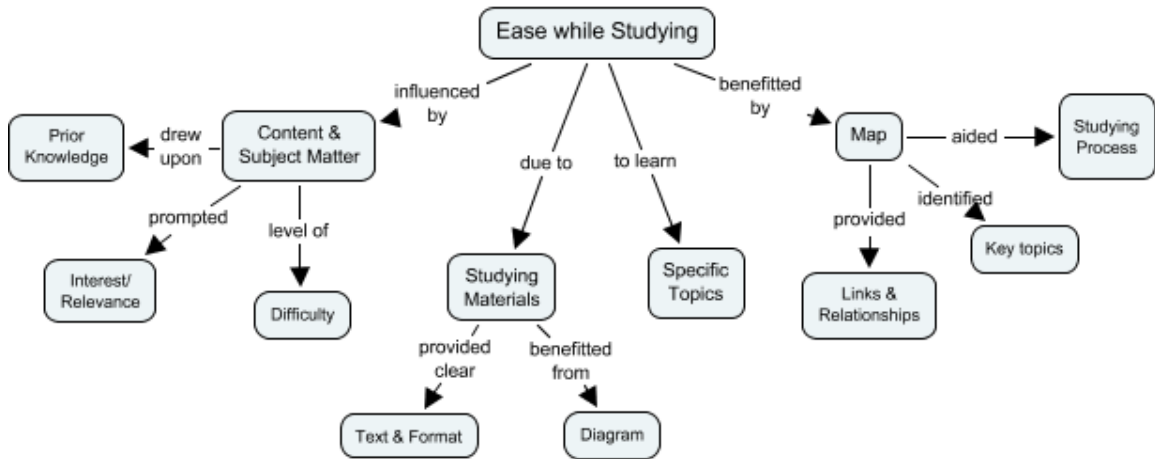 Ease while Studying
influenced
by
benefitted
by
due to
to learn
Content &
Subject Matter
drew
upon
Prior
Knowledge
prompted
Interest/
Relevance
level of
Difficulty
Studying
Materials
provided
clear
Text & Format
benefitted
from
Diagram
Specific
Topics
Map
aided
Studying
Process
identified
Key topics
provided
Links &
Relationships